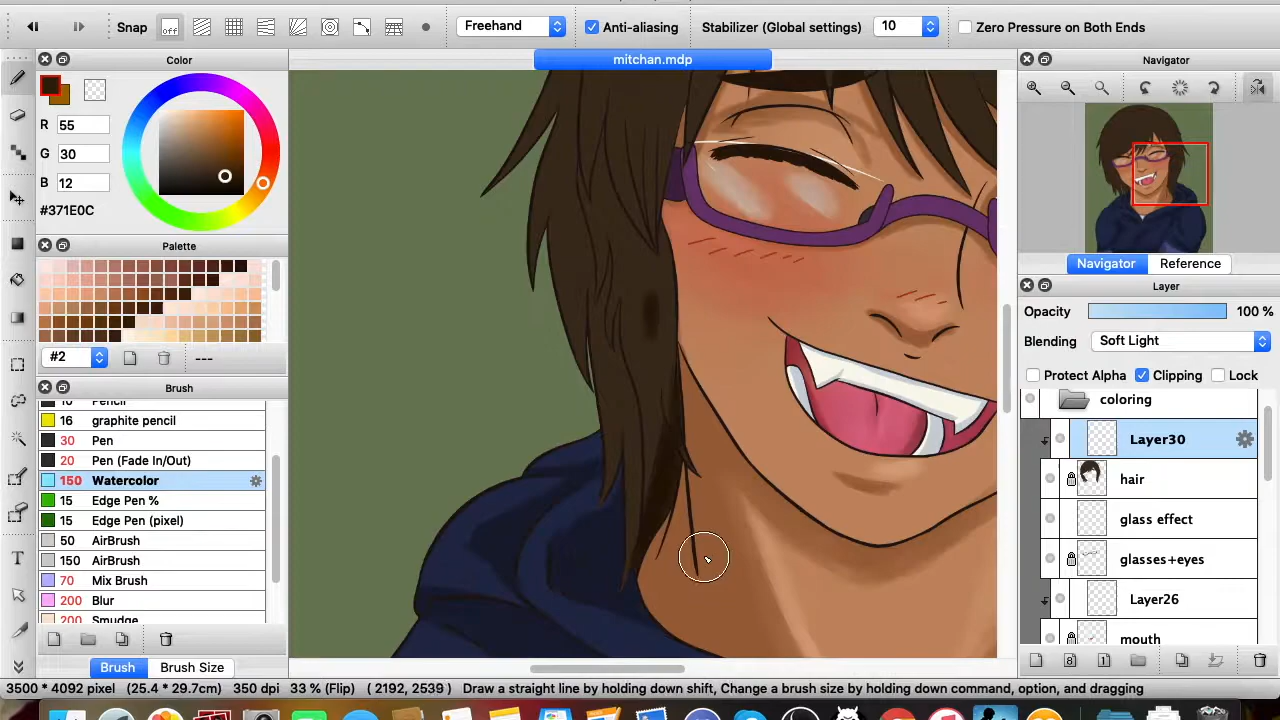 Snap
off
Freehand
Anti-aliasing
Stabilizer (Global settings)
10
Zero Pressure on Both Ends
Color
mitchan.mdp
Navigator
R 55
G 30
B 12
#371E0C
Palette
#2
---
Navigator
Reference
Layer
Opacity
100 %
Blending
Soft Light
Protect Alpha
Clipping
Lock
coloring
Layer30
hair
glass effect
glasses+eyes
Layer26
mouth
Brush
10 Pencil
16 graphite pencil
30 Pen
20 Pen (Fade In/Out)
150 Watercolor
15 Edge Pen %
15 Edge Pen (pixel)
50 AirBrush
150 AirBrush
70 Mix Brush
200 Blur
200 Smudge
Brush
Brush Size
3500 * 4092 pixel (25.4 * 29.7cm) 350 dpi 33 % (Flip) ( 2192, 2539 ) Draw a straight line by holding down shift, Change a brush size by holding down command, option, and dragging